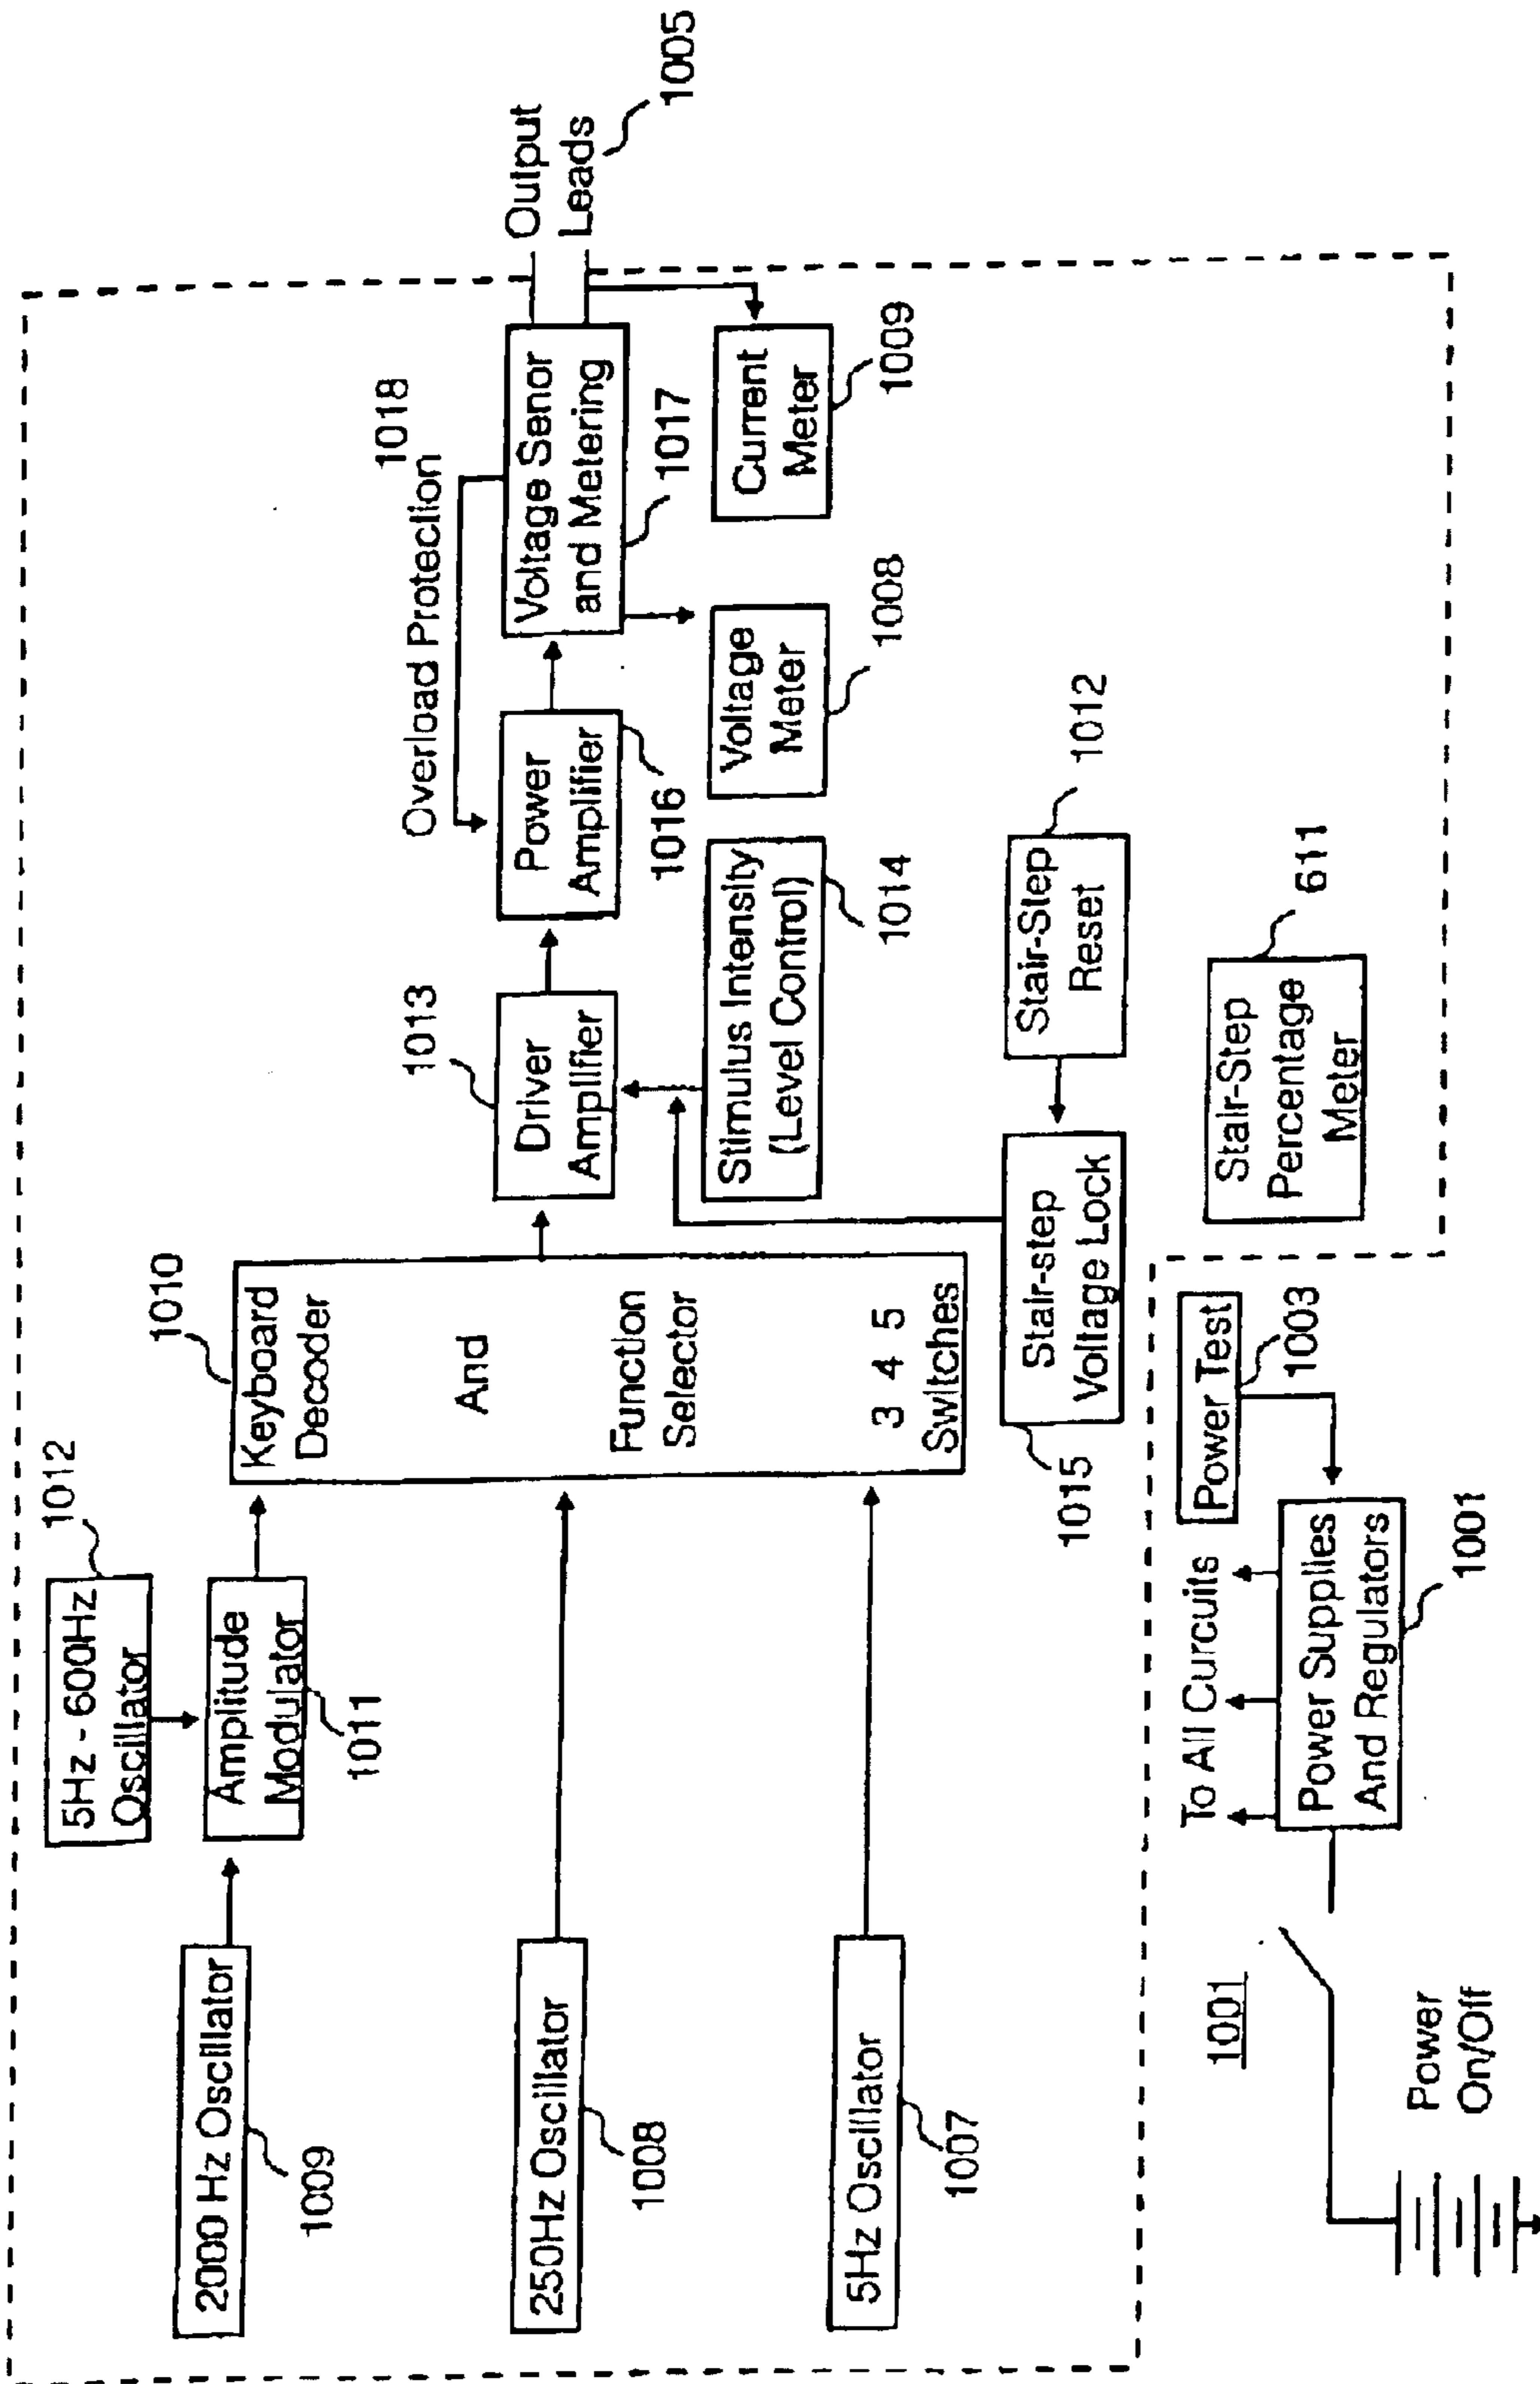 1012
5Hz - 600Hz
Oscillator
2000 Hz Oscillator
1009
Amplitude
Modulator
1011
250Hz Oscillator
1008
5Hz Oscillator
1007
1010
Keyboard
Decoder
And
Function
Selector
3 4 5
Switches
1013
Driver
Amplifier
Overload Protection
1018
Power
Amplifier
1016
Voltage Senor
and Metering
1017
Output
Leads
1005
Stimulus Intensity
(Level Control)
1014
Voltage
Meter
1008
Current
Meter
1009
Stair-step
Voltage Lock
1015
Stair-Step
Reset
1012
Stair-Step
Percentage
Meter
611
Power Test
1003
To All Curcuits
Power Supplies
And Regulators
1001
1001
Power
On/Off